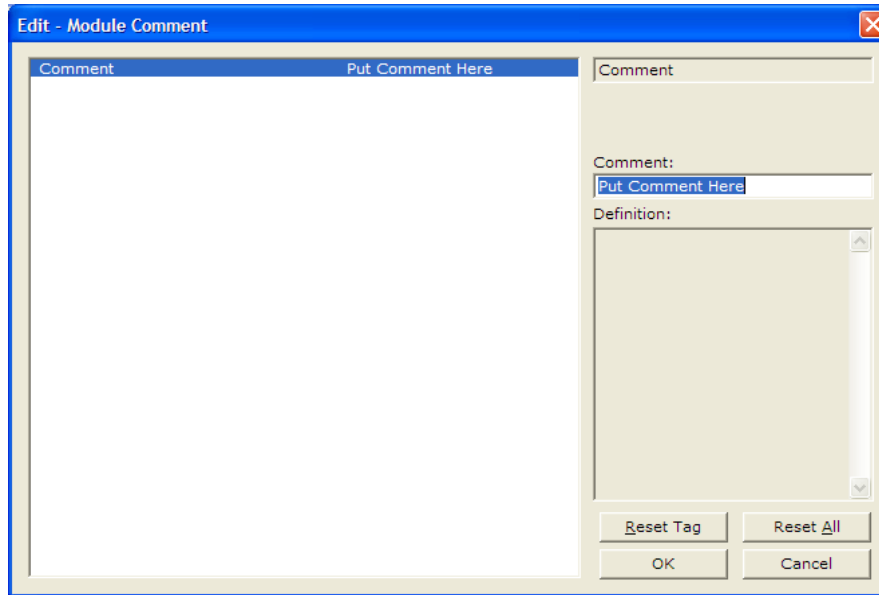 Edit - Module Comment
Comment Put Comment Here
Comment
Comment:
Put Comment Here
Definition:
Reset Tag Reset All
OK Cancel